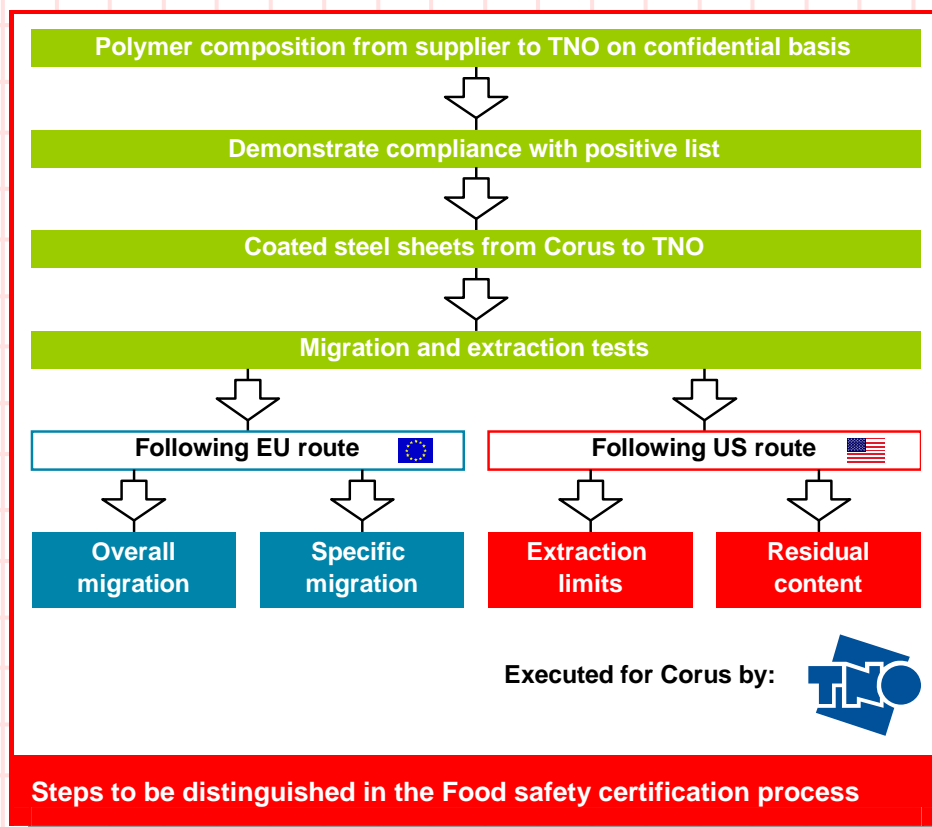 Polymer composition from supplier to TNO on confidential basis
Demonstrate compliance with positive list
Coated steel sheets from Corus to TNO
Migration and extraction tests
Following EU route
Following US route
Overall
migration
Specific
migration
Extraction
limits
Residual
content
Executed for Corus by:
TNO
Steps to be distinguished in the Food safety certification process